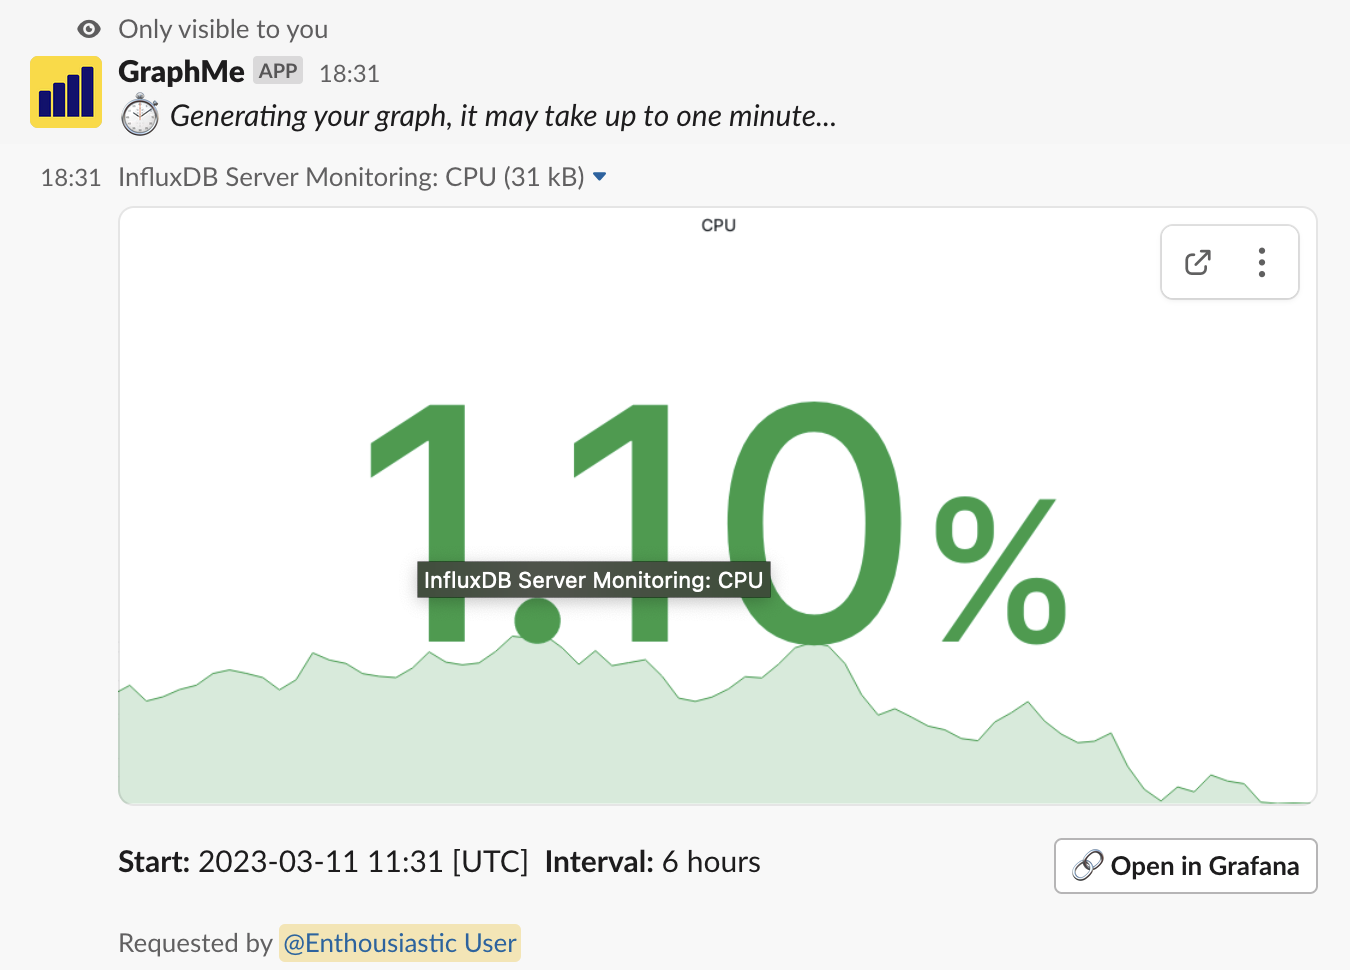 Only visible to you
GraphMe APP 18:31
Generating your graph, it may take up to one minute...
18:31 InfluxDB Server Monitoring: CPU (31 kB)
CPU
1.10%
InfluxDB Server Monitoring: CPU
Start: 2023-03-11 11:31 [UTC] Interval: 6 hours
Open in Grafana
Requested by @Enthousiastic User